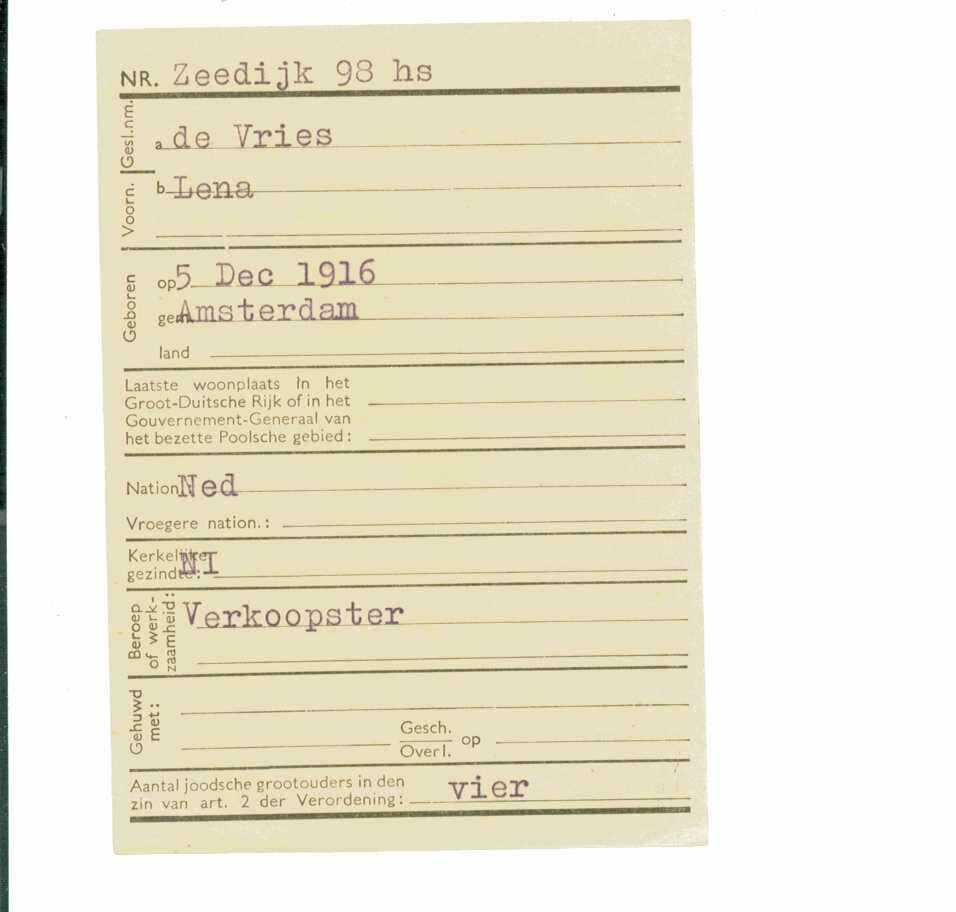 NR. Zeedijk 98 hs
Gesl.nm. a de Vries
Voorn. b Lena
Geboren op 5 Dec 1916
gem Amsterdam
land
Laatste woonplaats In het
Groot-Duitsche Rijk of in het
Gouvernement-Generaal van
het bezette Poolsche gebied:
Nation Ned
Vroegere nation.:
Kerkelijke
gezindte: NI
Beroep of werk-zaamheid: Verkoopster
Gehuwd met:
Gesch.
Overl. op
Aantal joodsche grootouders in den
zin van art. 2 der Verordening: vier